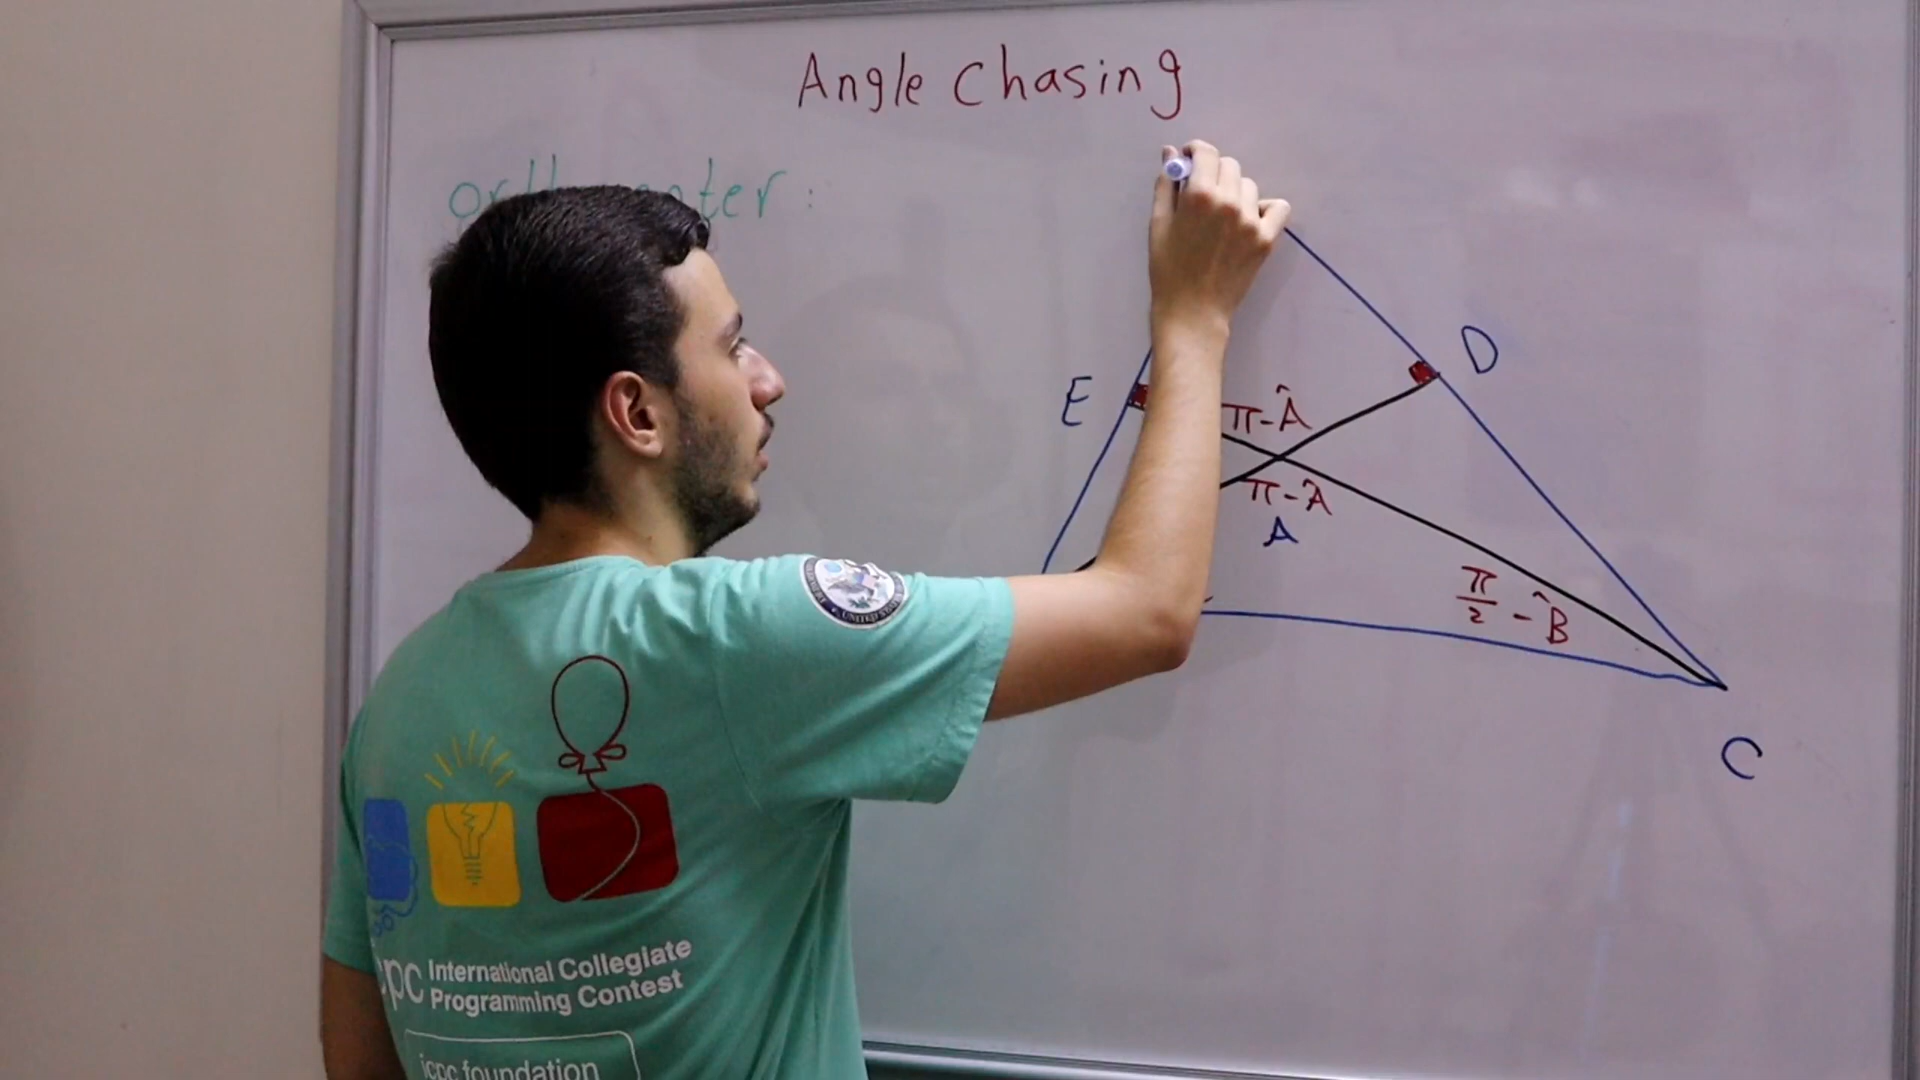 Angle Chasing
:
D
E
π-Â
π-Â
A
π/2 -B̂
C
International Collegiate
Programming Contest
icpc foundation